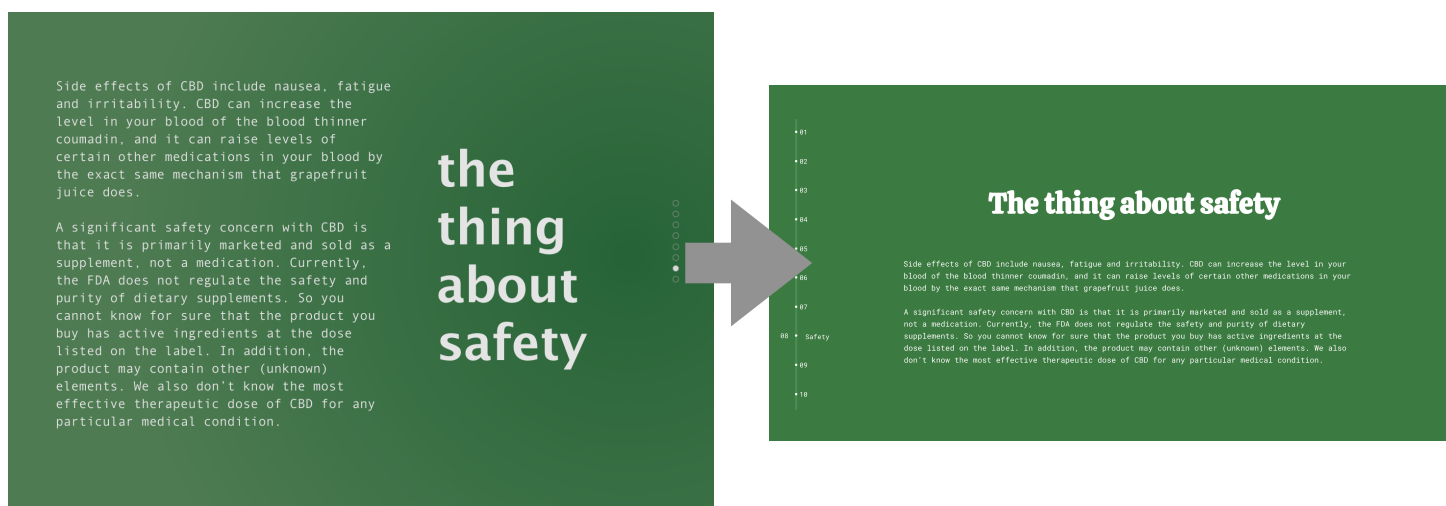 Side effects of CBD include nausea, fatigue
and irritability. CBD can increase the
level in your blood of the blood thinner
coumadin, and it can raise levels of
certain other medications in your blood by
the exact same mechanism that grapefruit
juice does.
A significant safety concern with CBD is
that it is primarily marketed and sold as a
supplement, not a medication. Currently,
the FDA does not regulate the safety and
purity of dietary supplements. So you
cannot know for sure that the product you
buy has active ingredients at the dose
listed on the label. In addition, the
product may contain other (unknown)
elements. We also don't know the most
effective therapeutic dose of CBD for any
particular medical condition.
the
thing
about
safety
01
02
03
04
05
06
07
08 Safety
09
10
The thing about safety
Side effects of CBD include nausea, fatigue and irritability. CBD can increase the level in your
blood of the blood thinner coumadin, and it can raise levels of certain other medications in your
blood by the exact same mechanism that grapefruit juice does.
A significant safety concern with CBD is that it is primarily marketed and sold as a supplement,
not a medication. Currently, the FDA does not regulate the safety and purity of dietary
supplements. So you cannot know for sure that the product you buy has active ingredients at the
dose listed on the label. In addition, the product may contain other (unknown) elements. We also
don't know the most effective therapeutic dose of CBD for any particular medical condition.